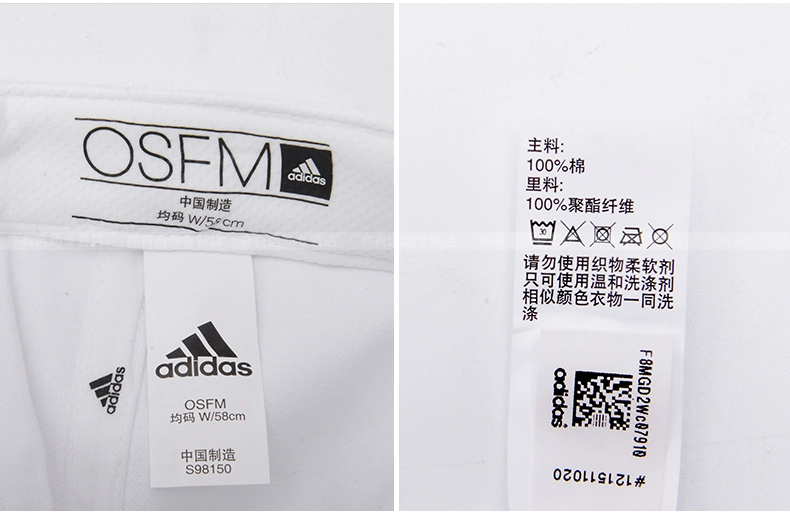 OSFM
adidas
中国制造
均码 W/58cm
adidas
adidas
OSFM
均码 W/58cm
中国制造
S98150
主料:
100%棉
里料:
100%聚酯纤维
30
请勿使用织物柔软剂
只可使用温和洗涤剂
相似颜色衣物一同洗
涤
adidas
F8MGD2WcQ791Q
#121511020